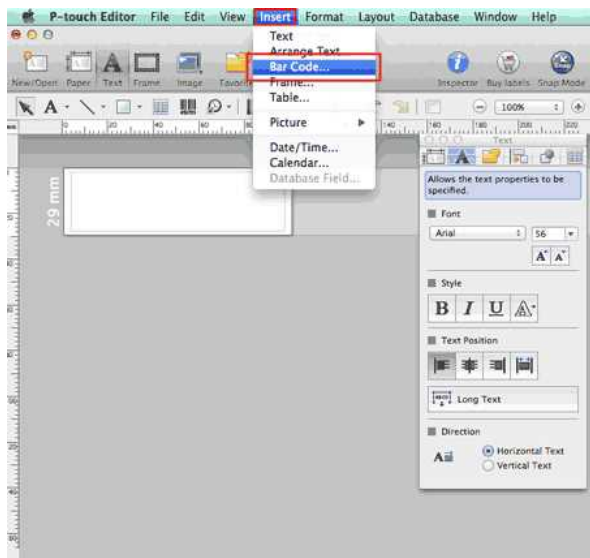 P-touch Editor File Edit View Insert Format Layout Database Window Help
Text
Arrange Text
Bar Code...
Frame...
Table...
Picture
Date/Time...
Calendar...
Database Field...
New/Open Paper Text Frame Image Favorite
Inspector Buy labels Snap Mode
A
100%
Text
Allows the text properties to be
specified.
Font
Arial 56
A A
Style
B I U A
Text Position
Long Text
Direction
A
Horizontal Text
Vertical Text
29 mm